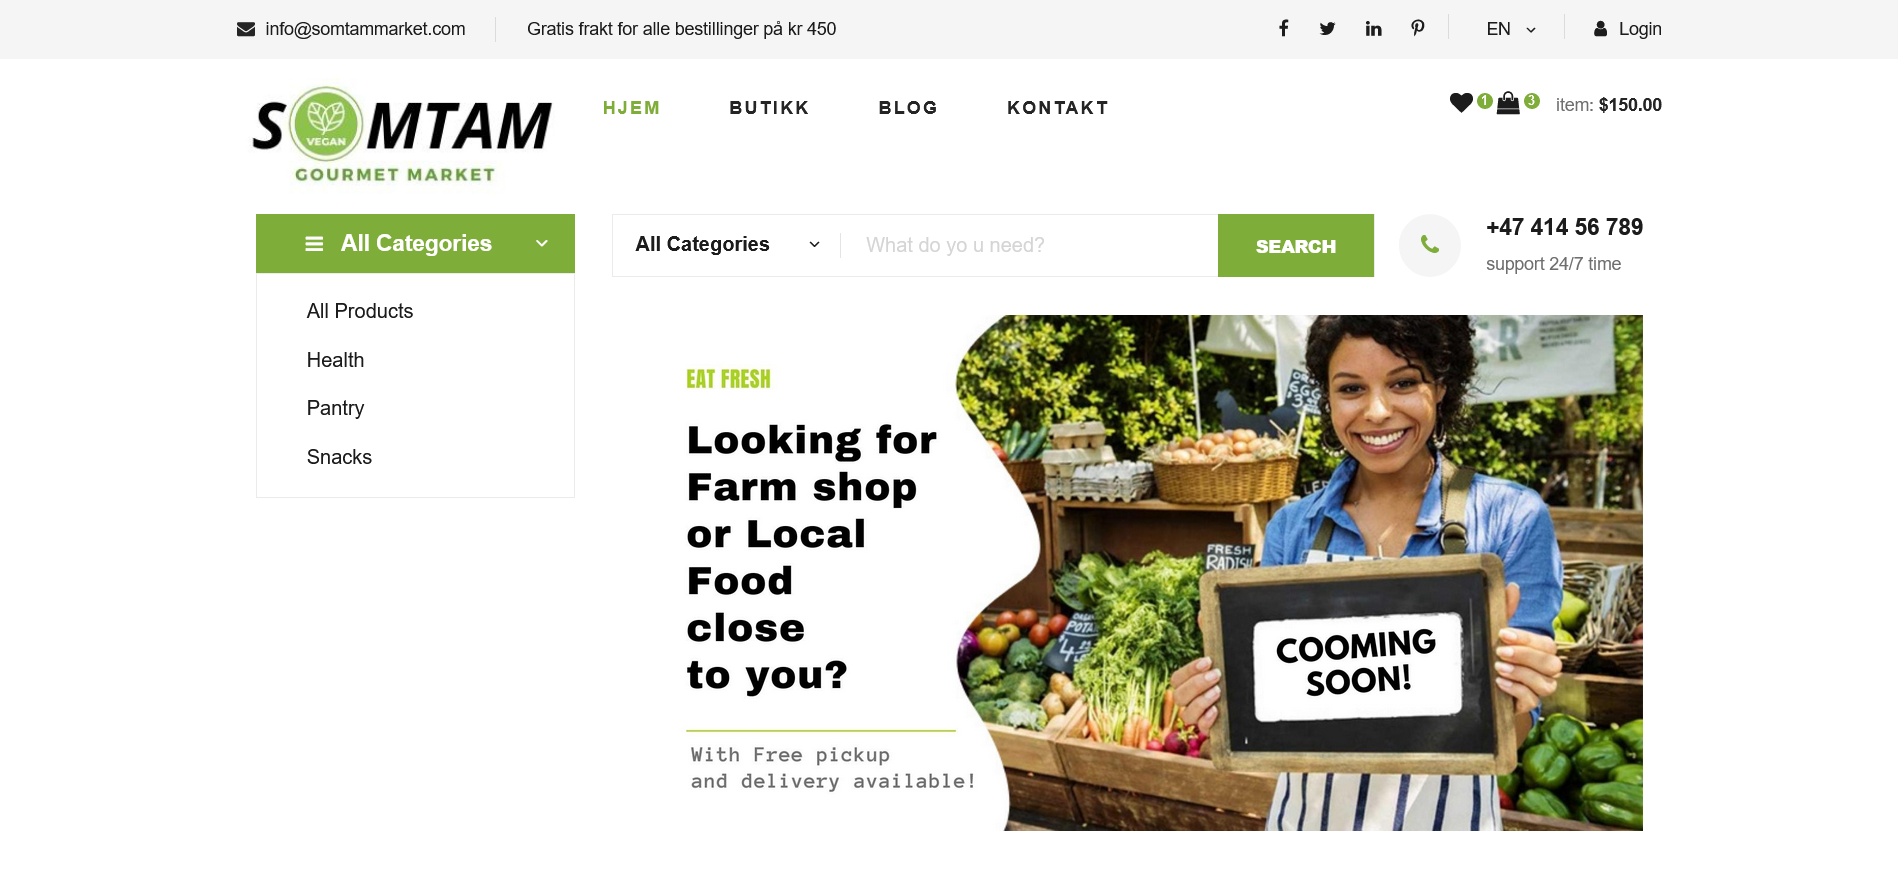 info@somtammarket.com
Gratis frakt for alle bestillinger på kr 450
EN
Login
SOMTAM
VEGAN
GOURMET MARKET
HJEM
BUTIKK
BLOG
KONTAKT
1
3
item: $150.00
All Categories
All Categories
What do yo u need?
SEARCH
+47 414 56 789
support 24/7 time
All Products
Health
Pantry
Snacks
EAT FRESH
Looking for
Farm shop
or Local
Food
close
to you?
With Free pickup
and delivery available!
FRESH
RADISH
COOMING
SOON!